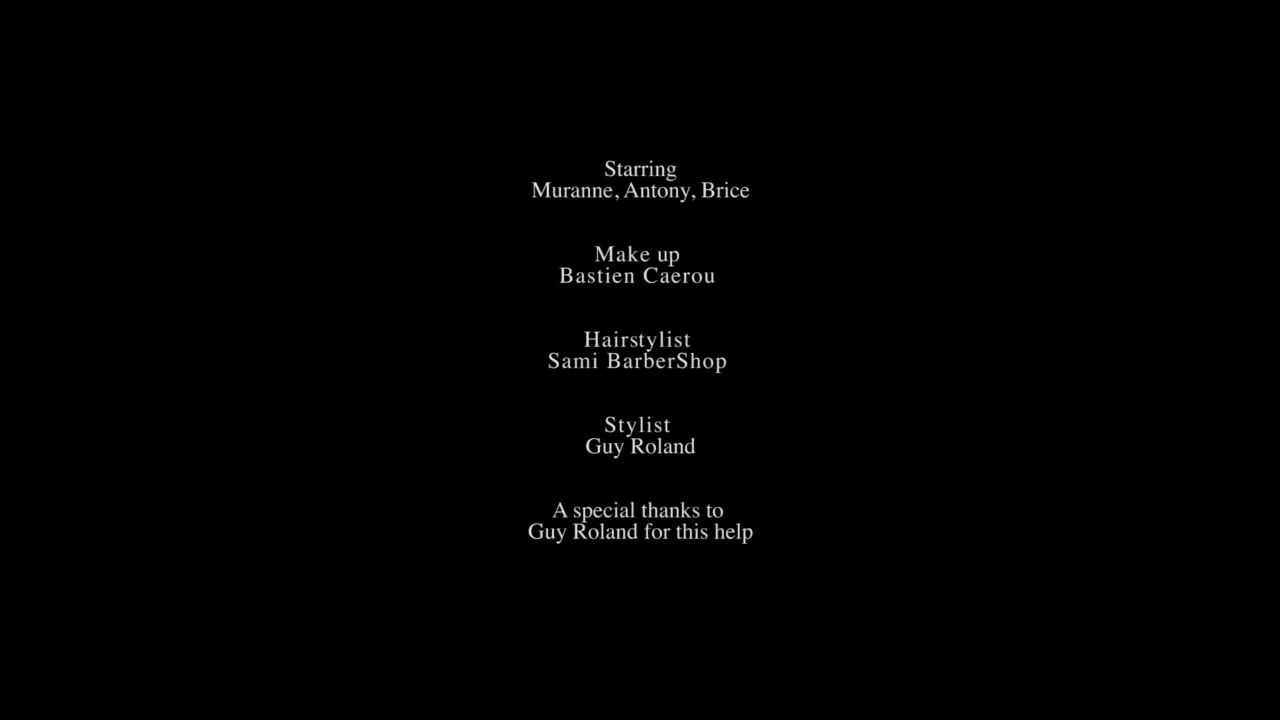 Starring
Muranne, Antony, Brice
Make up
Bastien Caerou
Hairstylist
Sami BarberShop
Stylist
Guy Roland
A special thanks to
Guy Roland for this help